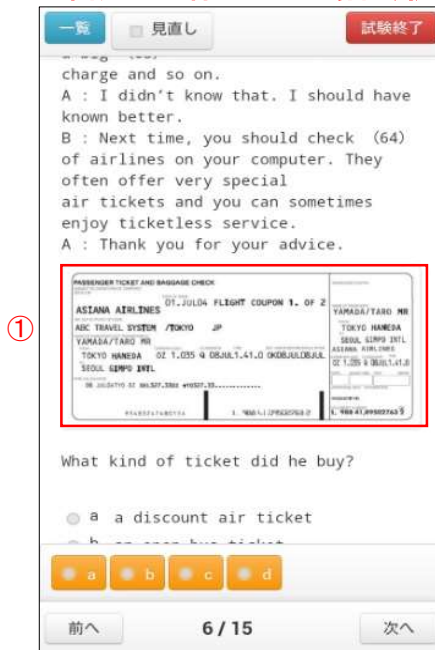 一覧
見直し
試験終了
charge and so on.
A : I didn't know that. I should have
known better.
B : Next time, you should check （64）
of airlines on your computer. They
often offer very special
air tickets and you can sometimes
enjoy ticketless service.
A : Thank you for your advice.
①
PASSENGER TICKET AND BAGGAGE CHECK
01.JUL04 FLIGHT COUPON 1. OF 2
ASIANA AIRLINES
ABC TRAVEL SYSTEM /TOKYO JP
YAMADA/TARO MR
TOKYO HANEDA
SEOUL GIMPO INTL
YAMADA/TARO MR
TOKYO HANEDA
SEOUL GIMPO INTL
ASIANA AIRLINES
What kind of ticket did he buy?
a a discount air ticket
a
b
c
d
前へ
6 / 15
次へ